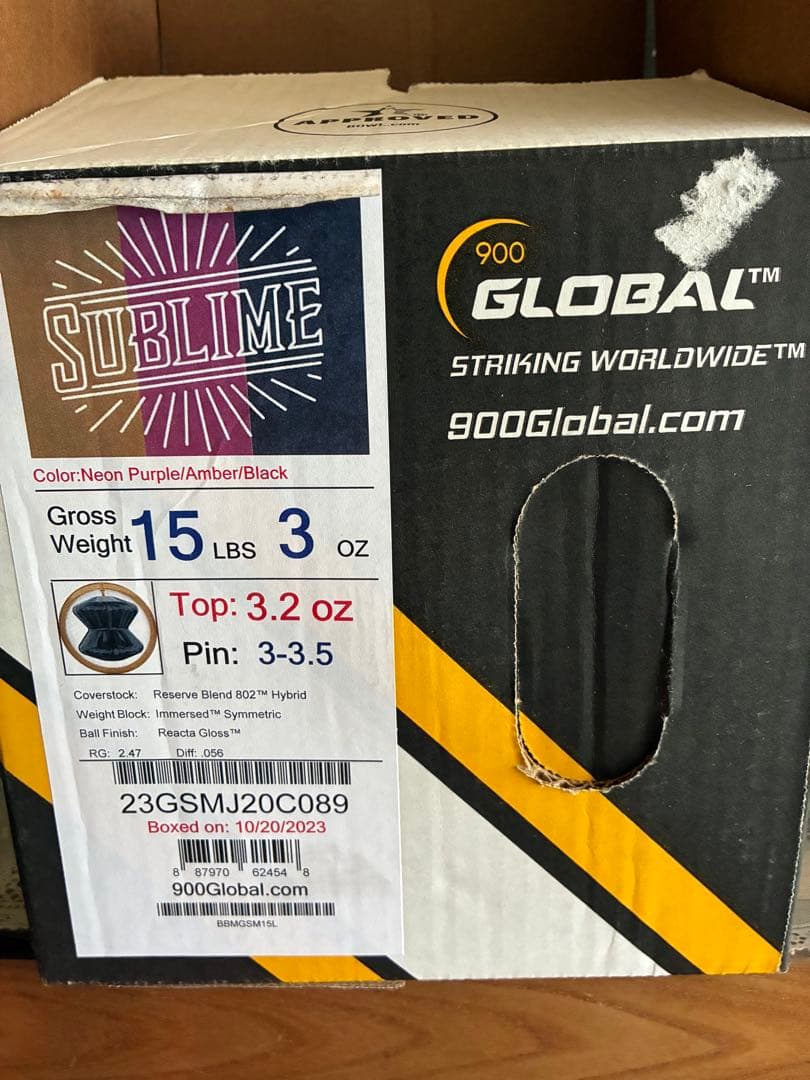 APPROVED
BOWL.com
SUBLIME
900
GLOBAL™
STRIKING WORLDWIDE™
900Global.com
Color:Neon Purple/Amber/Black
Gross Weight 15 LBS 3 OZ
Top: 3.2 oz
Pin: 3-3.5
Coverstock: Reserve Blend 802™ Hybrid
Weight Block: Immersed™ Symmetric
Ball Finish: Reacta Gloss™
RG: 2.47 Diff: .056
23GSMJ20C089
Boxed on: 10/20/2023
8 87970 62454 8
900Global.com
BBMGSM15L